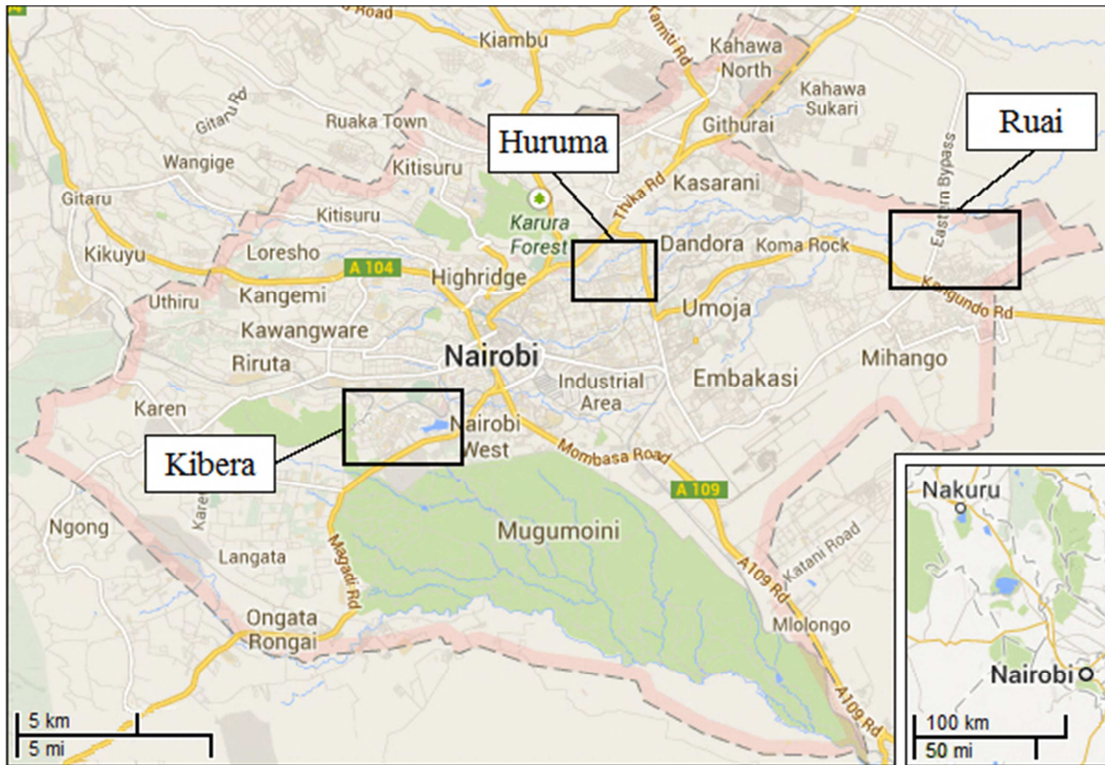 Road
Kiambu
Kamiti Rd
Kahawa
North
Kahawa
Sukari
Gitaru Rd
Ruaka Town
Huruma
Githurai
Ruai
Wangige
Kitisuru
Thika Rd
Kasarani
Eastern Bypass
Gitaru
Kitisuru
Karura
Forest
Dandora
Koma Rock
Kikuyu
Loresho
A 104
Highridge
Uthiru
Kangemi
Umoja
Kangundo Rd
Kawangware
Riruta
Nairobi
Mihango
Industrial
Area
Embakasi
Karen
Nairobi
West
Mombasa Road
Kibera
A 109
Karen
Ngong
Mugumoini
Langata
Magadi Rd
Katani Road
A109 Rd
Ongata
Rongai
Mlolongo
A109 Rd
5 km
5 mi
Nakuru
Nairobi
100 km
50 mi